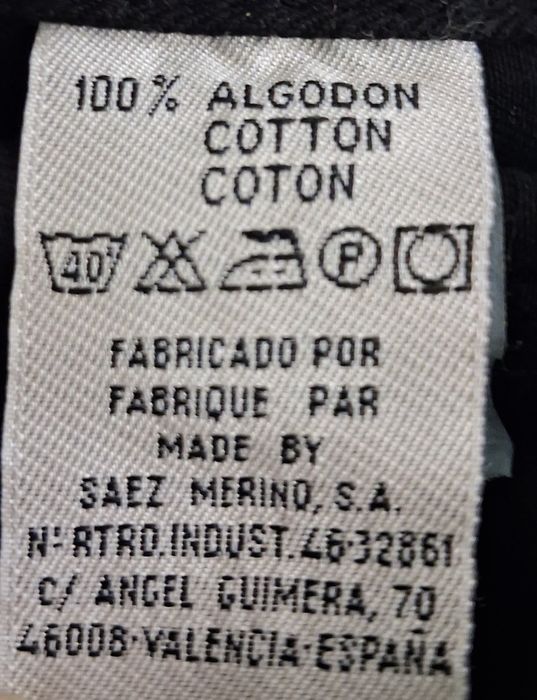 100% ALGODON
COTTON
COTON
40
P
FABRICADO POR
FABRIQUE PAR
MADE BY
SAEZ MERINO, S.A.
Nº RTRO.INDUST.46-32861
C/ ANGEL GUIMERA, 70
46008-VALENCIA-ESPAÑA